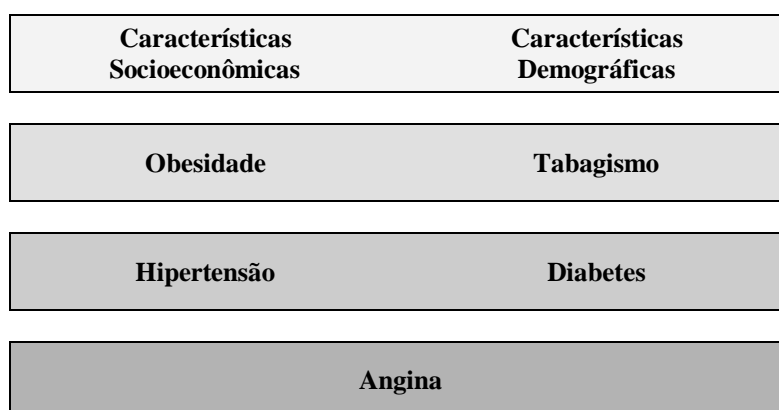 Características Socioeconômicas
Características Demográficas
Obesidade
Tabagismo
Hipertensão
Diabetes
Angina